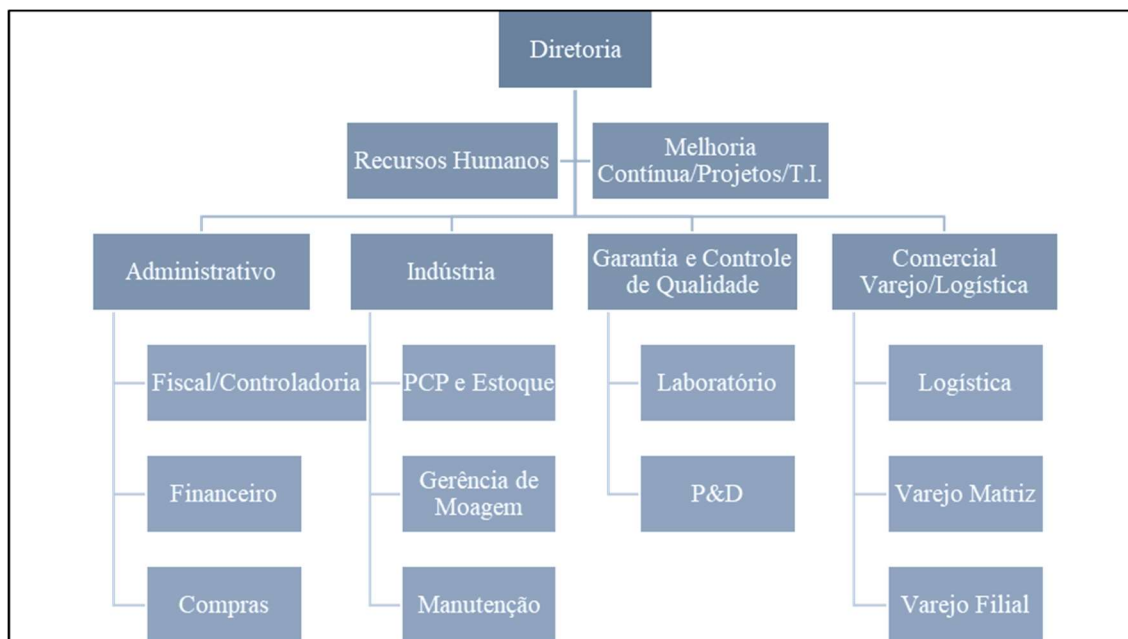 Diretoria
Recursos Humanos
Melhoria
Contínua/Projetos/T.I.
Administrativo
Indústria
Garantia e Controle
de Qualidade
Comercial
Varejo/Logística
Fiscal/Controladoria
PCP e Estoque
Laboratório
Logística
Financeiro
Gerência de
Moagem
P&D
Varejo Matriz
Compras
Manutenção
Varejo Filial